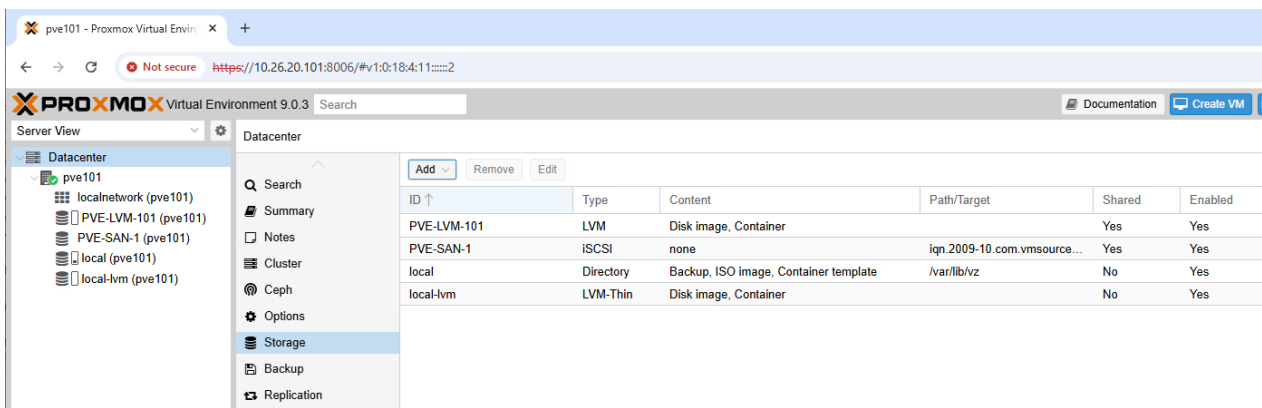 pve101 - Proxmox Virtual Enviro
Not secure https://10.26.20.101:8006/#v1:0:18:4:11::::::2
PROXMOX Virtual Environment 9.0.3 Search Documentation Create VM
Server View
Datacenter
Datacenter
pve101
localnetwork (pve101)
PVE-LVM-101 (pve101)
PVE-SAN-1 (pve101)
local (pve101)
local-lvm (pve101)
Search
Summary
Notes
Cluster
Ceph
Options
Storage
Backup
Replication
Add Remove Edit
ID Type Content Path/Target Shared Enabled
PVE-LVM-101 LVM Disk image, Container Yes Yes
PVE-SAN-1 iSCSI none iqn.2009-10.com.vmsource... Yes Yes
local Directory Backup, ISO image, Container template /var/lib/vz No Yes
local-lvm LVM-Thin Disk image, Container No Yes